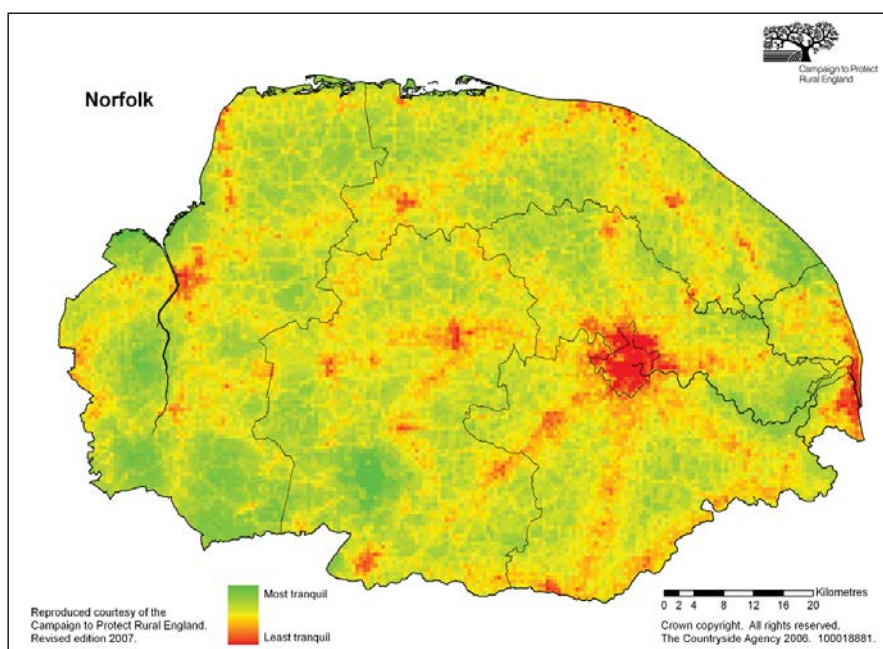 Campaign to Protect
Rural England
Norfolk
Most tranquil
Least tranquil
Reproduced courtesy of the
Campaign to Protect Rural England.
Revised edition 2007.
Kilometres
0 2 4 8 12 16 20
Crown copyright. All rights reserved.
The Countryside Agency 2006. 100018881.